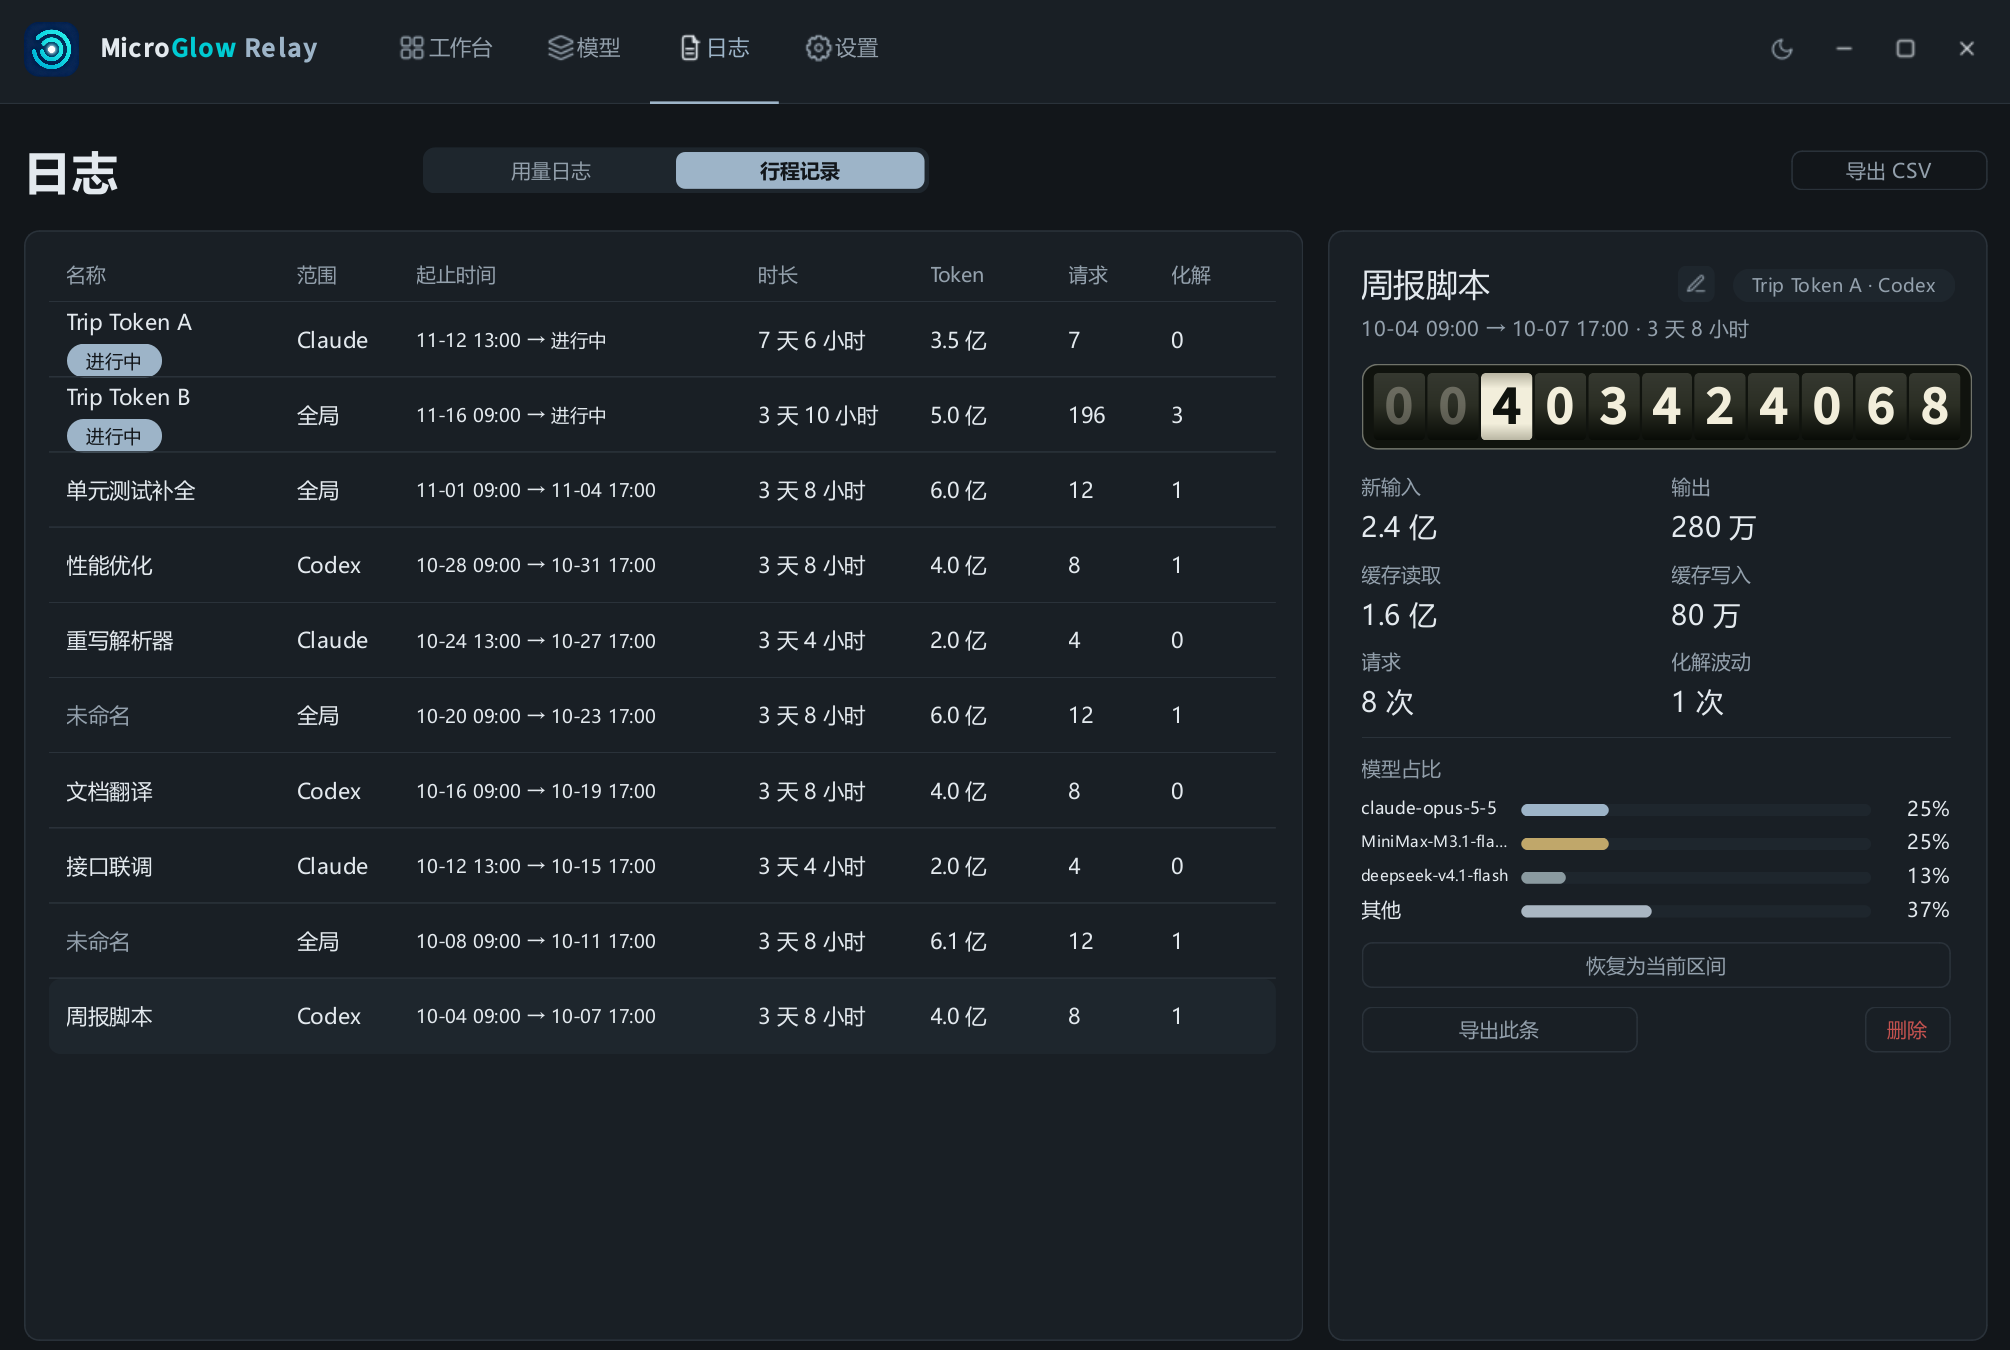 MicroGlow Relay 工作台 模型 日志 设置
日志 用量日志 行程记录 导出 CSV
名称 范围 起止时间 时长 Token 请求 化解
Trip Token A
进行中
Claude 11-12 13:00 → 进行中 7 天 6 小时 3.5 亿 7 0
Trip Token B
进行中
全局 11-16 09:00 → 进行中 3 天 10 小时 5.0 亿 196 3
单元测试补全 全局 11-01 09:00 → 11-04 17:00 3 天 8 小时 6.0 亿 12 1
性能优化 Codex 10-28 09:00 → 10-31 17:00 3 天 8 小时 4.0 亿 8 1
重写解析器 Claude 10-24 13:00 → 10-27 17:00 3 天 4 小时 2.0 亿 4 0
未命名 全局 10-20 09:00 → 10-23 17:00 3 天 8 小时 6.0 亿 12 1
文档翻译 Codex 10-16 09:00 → 10-19 17:00 3 天 8 小时 4.0 亿 8 0
接口联调 Claude 10-12 13:00 → 10-15 17:00 3 天 4 小时 2.0 亿 4 0
未命名 全局 10-08 09:00 → 10-11 17:00 3 天 8 小时 6.1 亿 12 1
周报脚本 Codex 10-04 09:00 → 10-07 17:00 3 天 8 小时 4.0 亿 8 1
周报脚本 Trip Token A · Codex
10-04 09:00 → 10-07 17:00 · 3 天 8 小时
0 0 4 0 3 4 2 4 0 6 8
新输入 输出
2.4 亿 280 万
缓存读取 缓存写入
1.6 亿 80 万
请求 化解波动
8 次 1 次
模型占比
claude-opus-5-5 25%
MiniMax-M3.1-fla... 25%
deepseek-v4.1-flash 13%
其他 37%
恢复为当前区间
导出此条 删除